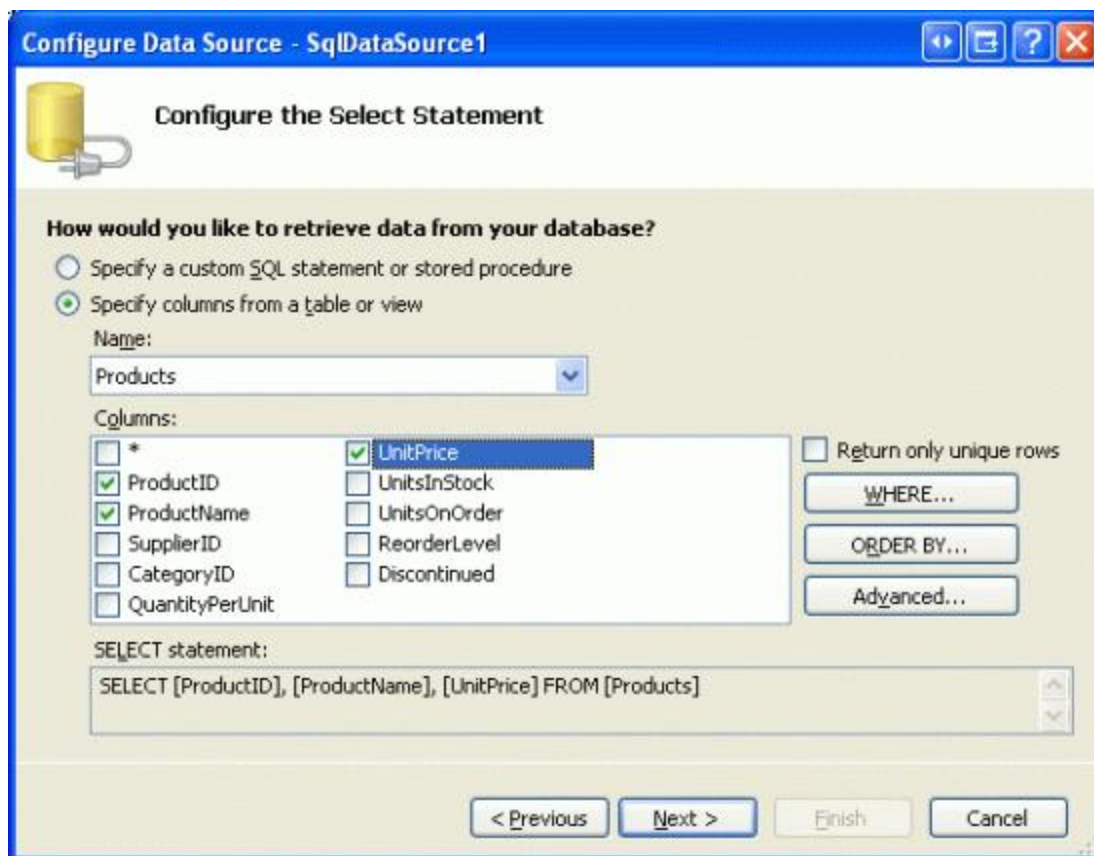 Configure Data Source - SqlDataSource1
Configure the Select Statement
How would you like to retrieve data from your database?
Specify a custom SQL statement or stored procedure
Specify columns from a table or view
Name:
Products
Columns:
*
ProductID
ProductName
SupplierID
CategoryID
QuantityPerUnit
UnitPrice
UnitsInStock
UnitsOnOrder
ReorderLevel
Discontinued
Return only unique rows
WHERE...
ORDER BY...
Advanced...
SELECT statement:
SELECT [ProductID], [ProductName], [UnitPrice] FROM [Products]
< Previous
Next >
Finish
Cancel